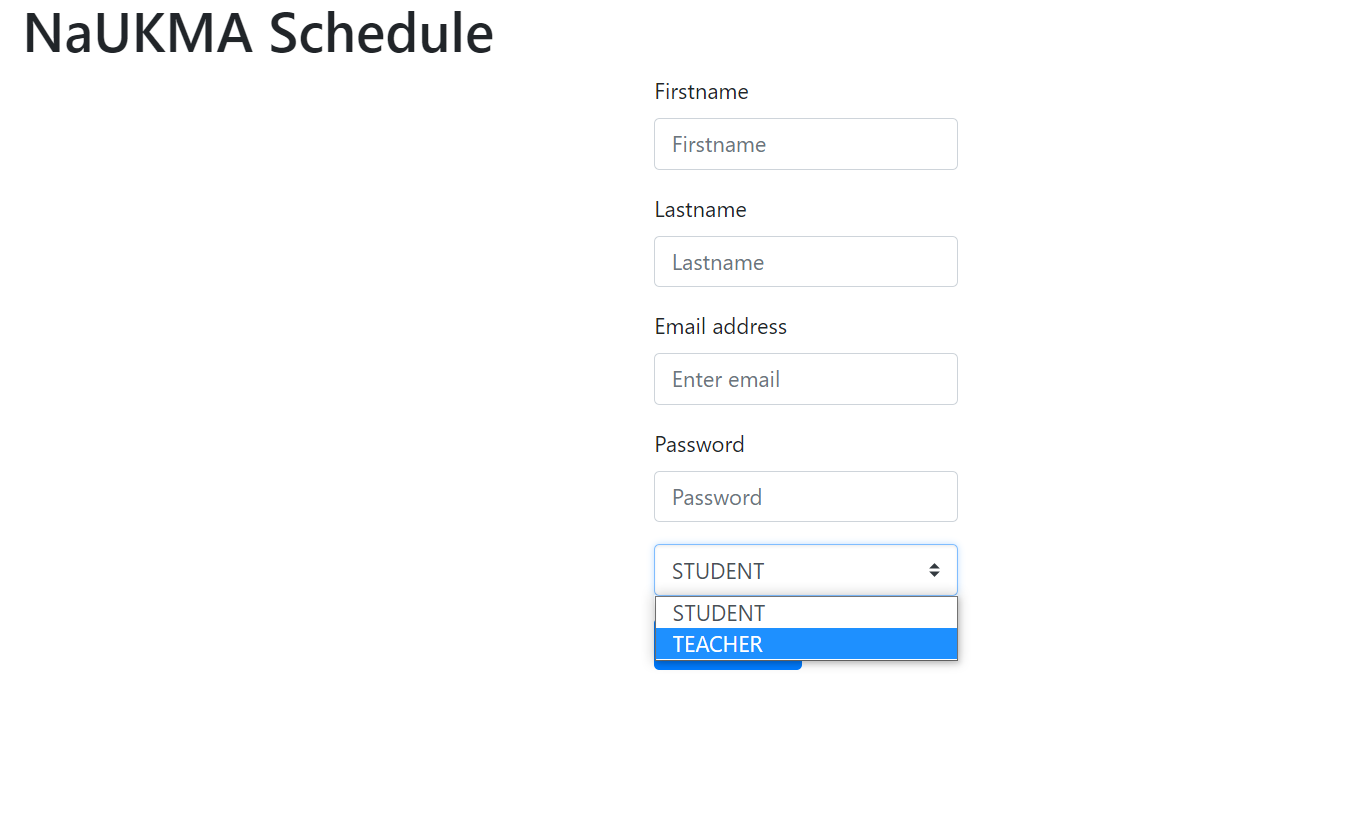 NaUKMA Schedule
Firstname
Firstname
Lastname
Lastname
Email address
Enter email
Password
Password
STUDENT
STUDENT
TEACHER